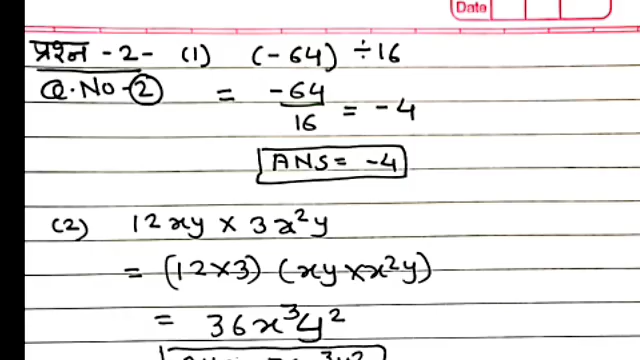 Date
प्रश्न - 2 - (1) (-64) ÷ 16
Q.No-2 = -64/16 = -4
ANS = -4
(2) 12xy × 3x²y
= (12×3) (xy×x²y)
= 36x³y²